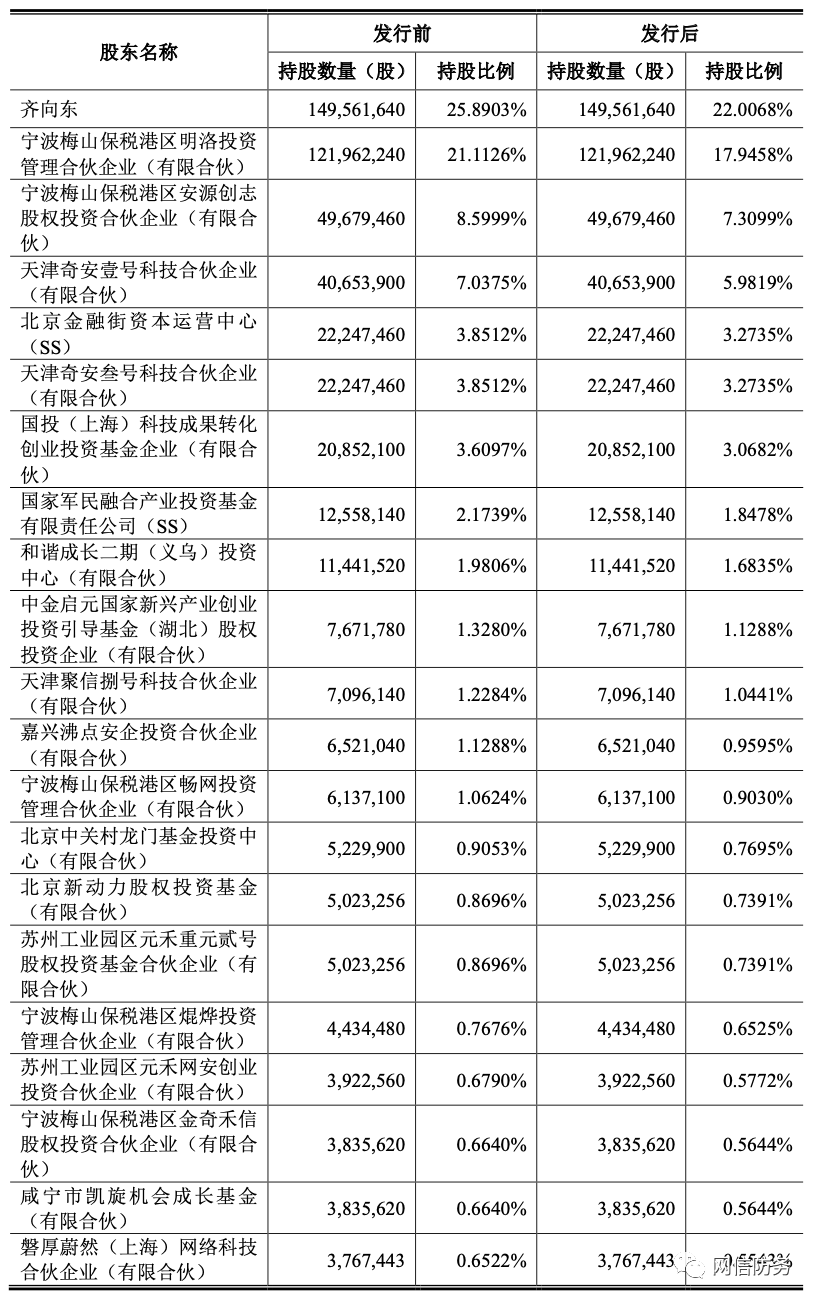 股东名称 发行前 发行后
持股数量（股） 持股比例 持股数量（股） 持股比例
齐向东 149,561,640 25.8903% 149,561,640 22.0068%
宁波梅山保税港区明洛投资
管理合伙企业（有限合伙） 121,962,240 21.1126% 121,962,240 17.9458%
宁波梅山保税港区安源创志
股权投资合伙企业（有限合 49,679,460 8.5999% 49,679,460 7.3099%
伙）
天津奇安壹号科技合伙企业
（有限合伙） 40,653,900 7.0375% 40,653,900 5.9819%
北京金融街资本运营中心
（SS） 22,247,460 3.8512% 22,247,460 3.2735%
天津奇安叁号科技合伙企业
（有限合伙） 22,247,460 3.8512% 22,247,460 3.2735%
国投（上海）科技成果转化
创业投资基金企业（有限合 20,852,100 3.6097% 20,852,100 3.0682%
伙）
国家军民融合产业投资基金
有限责任公司（SS） 12,558,140 2.1739% 12,558,140 1.8478%
和谐成长二期（义乌）投资
中心（有限合伙） 11,441,520 1.9806% 11,441,520 1.6835%
中金启元国家新兴产业创业
投资引导基金（湖北）股权 7,671,780 1.3280% 7,671,780 1.1288%
投资企业（有限合伙）
天津聚信捌号科技合伙企业
（有限合伙） 7,096,140 1.2284% 7,096,140 1.0441%
嘉兴沸点安企投资合伙企业
（有限合伙） 6,521,040 1.1288% 6,521,040 0.9595%
宁波梅山保税港区畅网投资
管理合伙企业（有限合伙） 6,137,100 1.0624% 6,137,100 0.9030%
北京中关村龙门基金投资中
心（有限合伙） 5,229,900 0.9053% 5,229,900 0.7695%
北京新动力股权投资基金
（有限合伙） 5,023,256 0.8696% 5,023,256 0.7391%
苏州工业园区元禾重元贰号
股权投资基金合伙企业（有 5,023,256 0.8696% 5,023,256 0.7391%
限合伙）
宁波梅山保税港区焜烨投资
管理合伙企业（有限合伙） 4,434,480 0.7676% 4,434,480 0.6525%
苏州工业园区元禾网安创业
投资合伙企业（有限合伙） 3,922,560 0.6790% 3,922,560 0.5772%
宁波梅山保税港区金奇禾信
股权投资合伙企业（有限合 3,835,620 0.6640% 3,835,620 0.5644%
伙）
咸宁市凯旋机会成长基金
（有限合伙） 3,835,620 0.6640% 3,835,620 0.5644%
磐厚蔚然（上海）网络科技
合伙企业（有限合伙） 3,767,443 0.6522% 3,767,443
网信防务